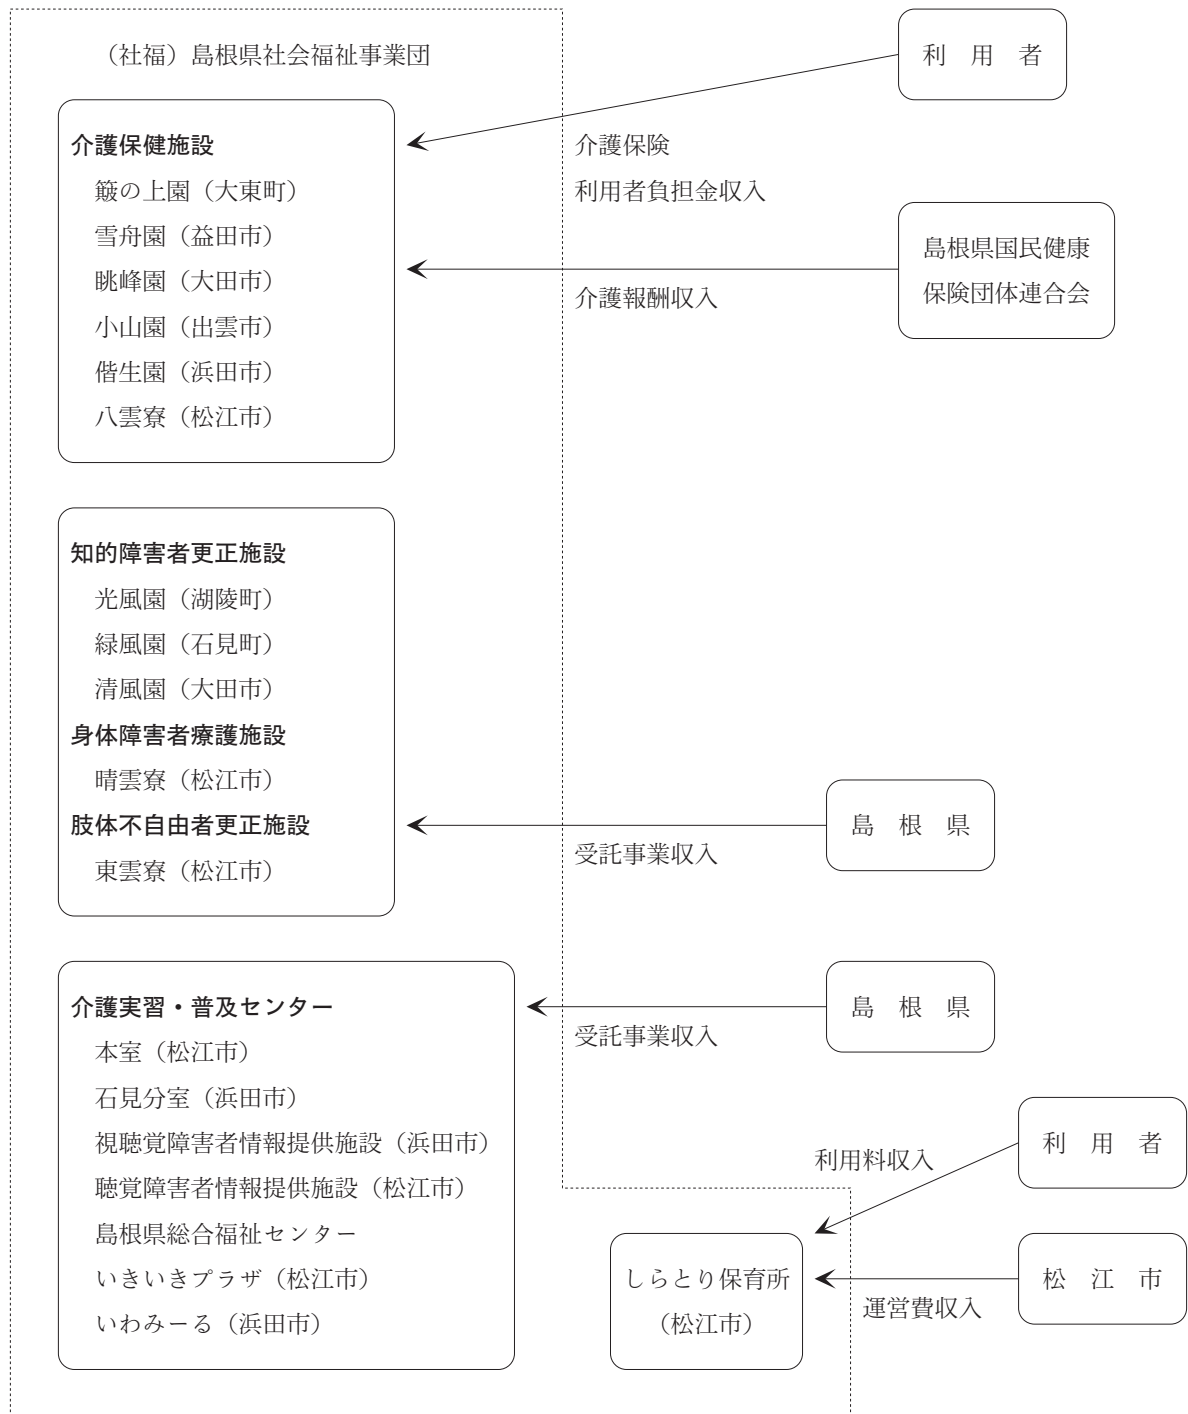 (社福)島根県社会福祉事業団
利 用 者
介護保健施設
簸の上園(大東町)
雪舟園(益田市)
眺峰園(大田市)
小山園(出雲市)
偕生園(浜田市)
八雲寮(松江市)
介護保険
利用者負担金収入
島根県国民健康
保険団体連合会
介護報酬収入
知的障害者更正施設
光風園(湖陵町)
緑風園(石見町)
清風園(大田市)
身体障害者療護施設
晴雲寮(松江市)
肢体不自由者更正施設
東雲寮(松江市)
島 根 県
受託事業収入
介護実習・普及センター
本室(松江市)
石見分室(浜田市)
視聴覚障害者情報提供施設(浜田市)
聴覚障害者情報提供施設(松江市)
島根県総合福祉センター
いきいきプラザ(松江市)
いわみーる(浜田市)
島 根 県
受託事業収入
利 用 者
利用料収入
しらとり保育所
(松江市)
松 江 市
運営費収入